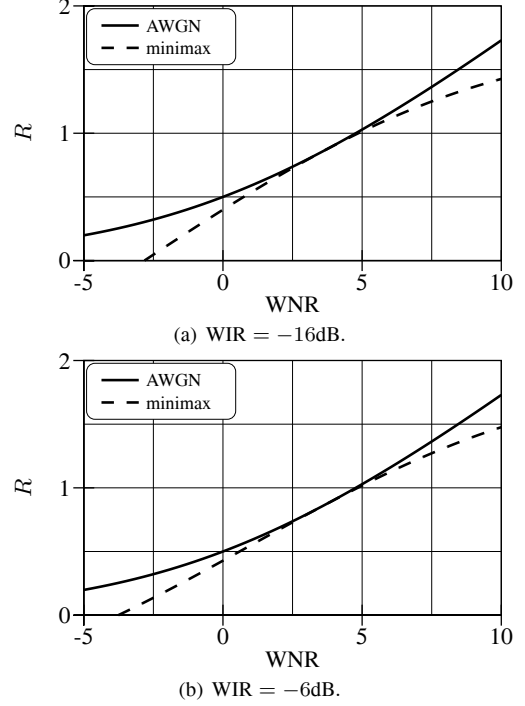 2
AWGN
minimax
R
1
0
-5
0
5
10
WNR
(a) WIR = −16dB.
2
AWGN
minimax
R
1
0
-5
0
5
10
WNR
(b) WIR = −6dB.